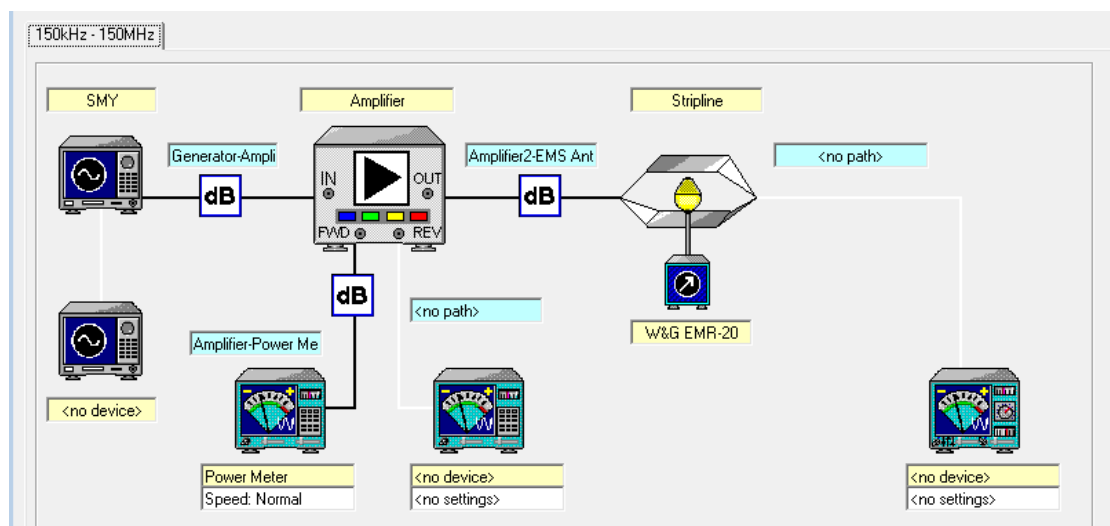 150kHz - 150MHz
SMY
Amplifier
Stripline
Generator-Ampli
Amplifier2-EMS Ant
<no path>
IN
OUT
dB
dB
FWD
REV
dB
<no path>
W&G EMR-20
Amplifier-Power Me
<no device>
Power Meter
<no device>
<no device>
Speed: Normal
<no settings>
<no settings>